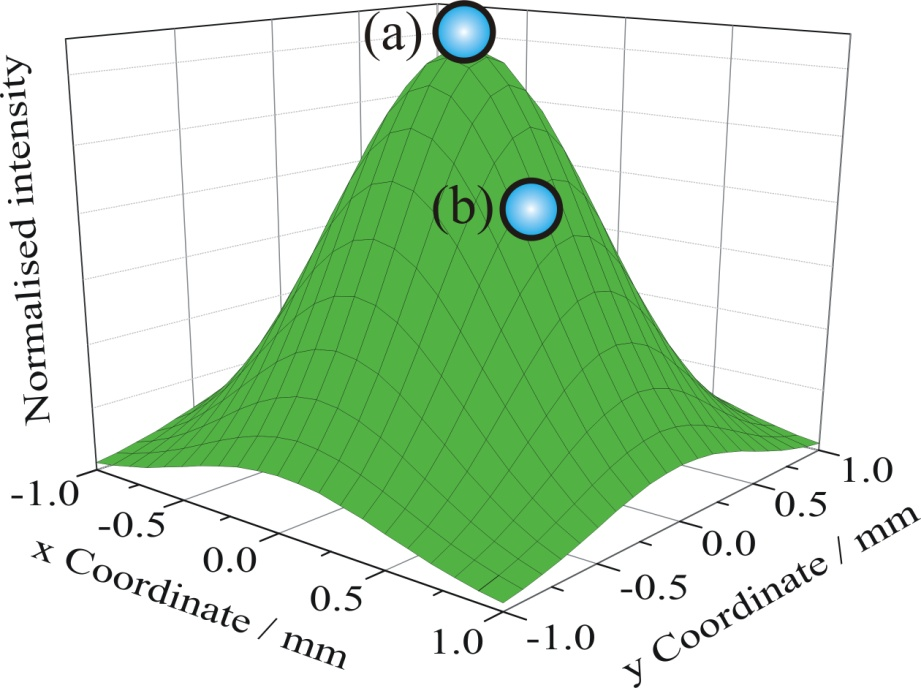 (a)
(b)
Normalised intensity
-1.0
-0.5
0.0
0.5
1.0
x Coordinate / mm
-1.0
-0.5
0.0
0.5
1.0
y Coordinate / mm